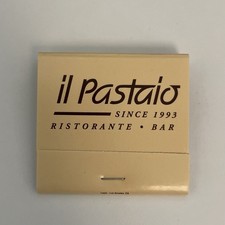 il Pastaio
SINCE 1993
RISTORANTE • BAR